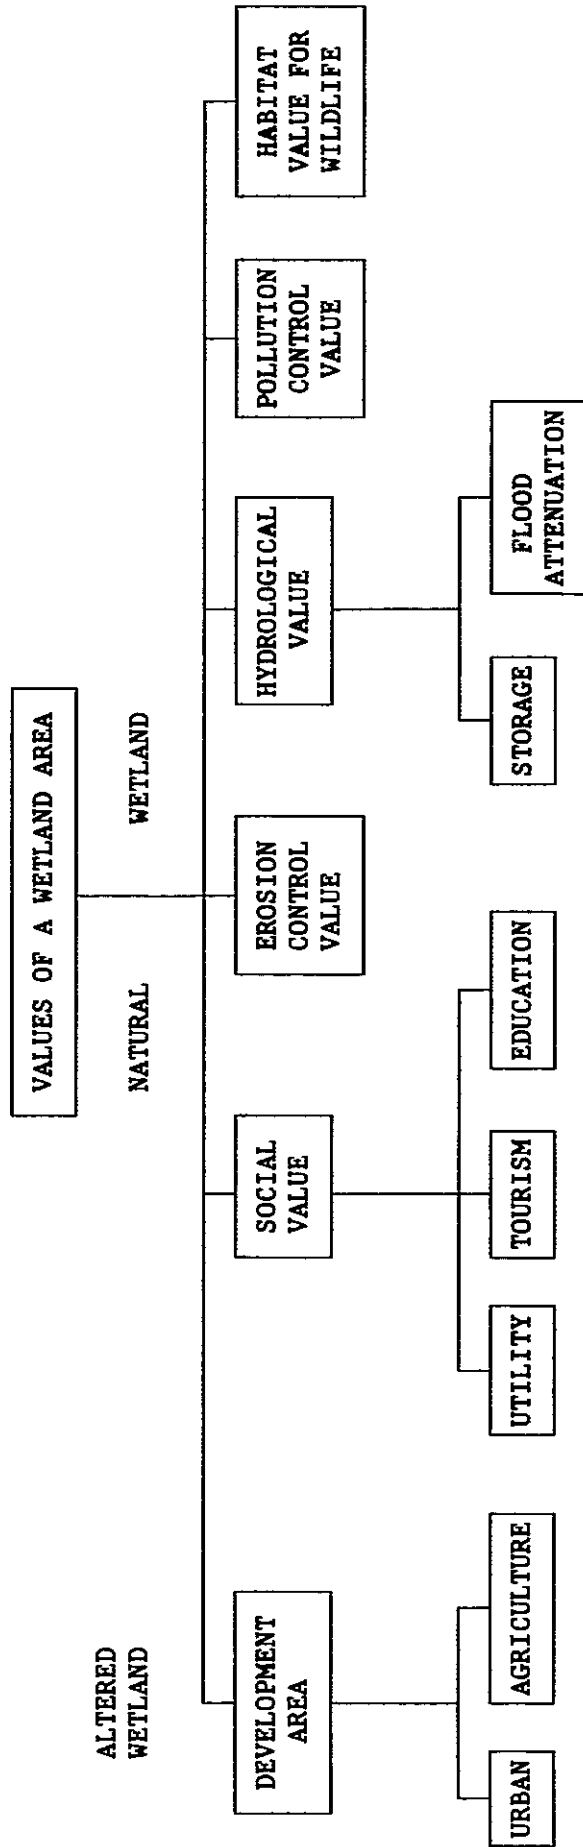 VALUES OF A WETLAND AREA
ALTERED
WETLAND
NATURAL
WETLAND
DEVELOPMENT
AREA
SOCIAL
VALUE
EROSION
CONTROL
VALUE
HYDROLOGICAL
VALUE
POLLUTION
CONTROL
VALUE
HABITAT
VALUE FOR
WILDLIFE
URBAN
AGRICULTURE
UTILITY
TOURISM
EDUCATION
STORAGE
FLOOD
ATTENUATION